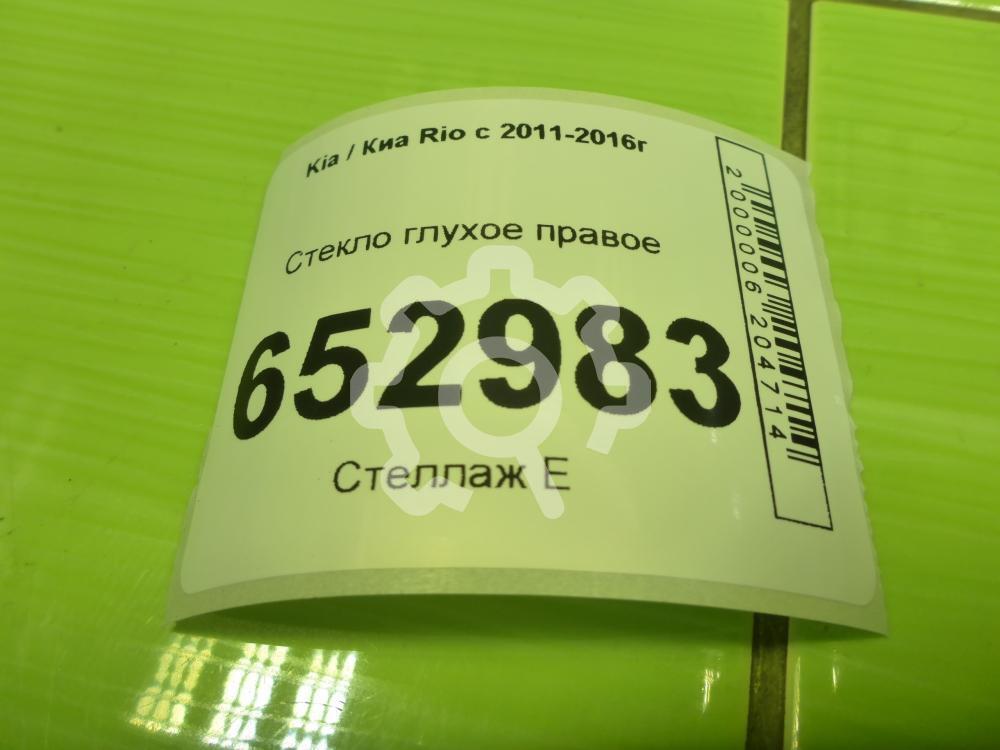 Kia / Киа Rio с 2011-2016г
Стекло глухое правое
652983
Стеллаж Е
2000006204714